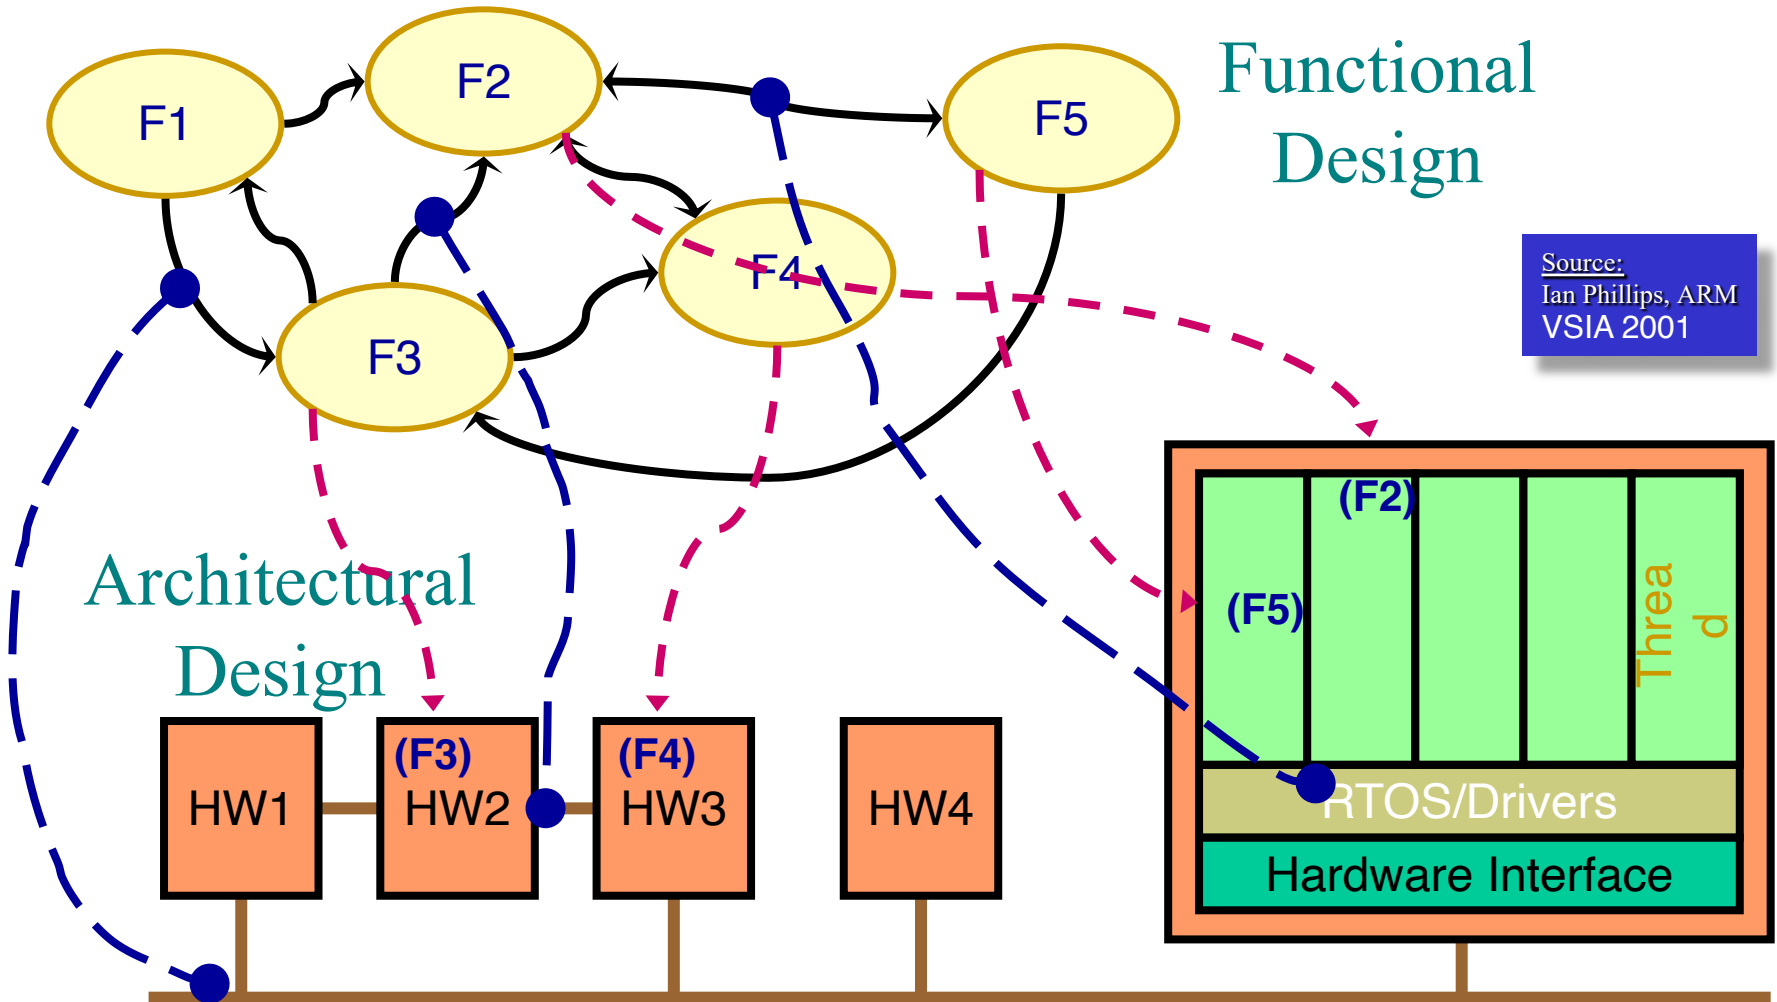 Functional
Design
F1
F2
F5
F4
F3
Source:
Ian Phillips, ARM
VSIA 2001
Architectural
Design
(F2)
(F5)
Threa
d
(F3)
(F4)
HW1
HW2
HW3
HW4
RTOS/Drivers
Hardware Interface